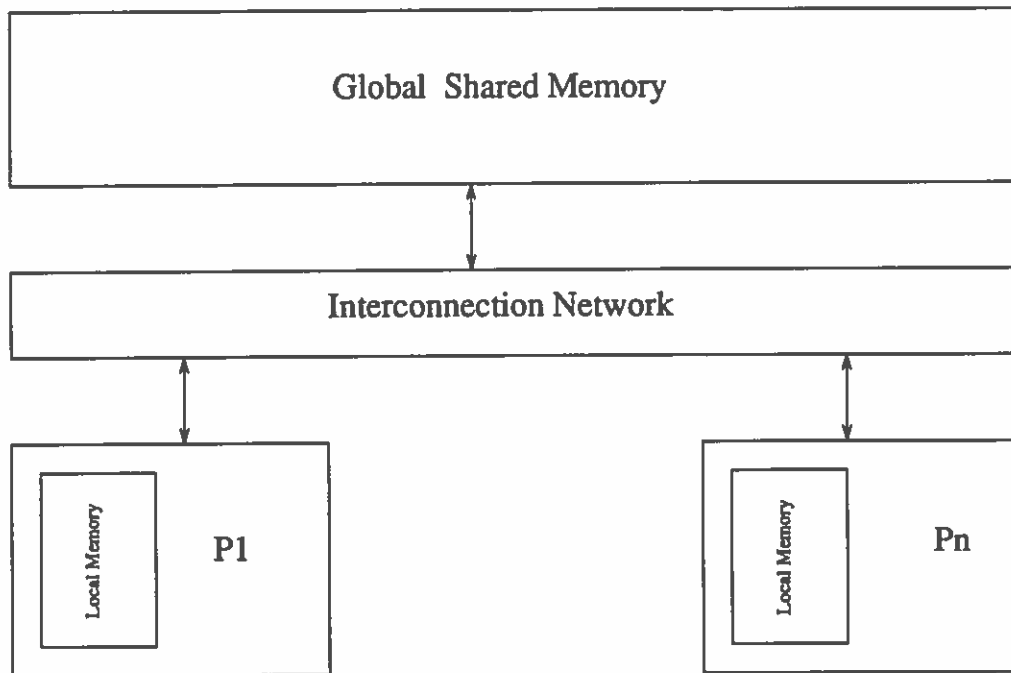 Global Shared Memory
Interconnection Network
Local Memory
P1
Local Memory
Pn